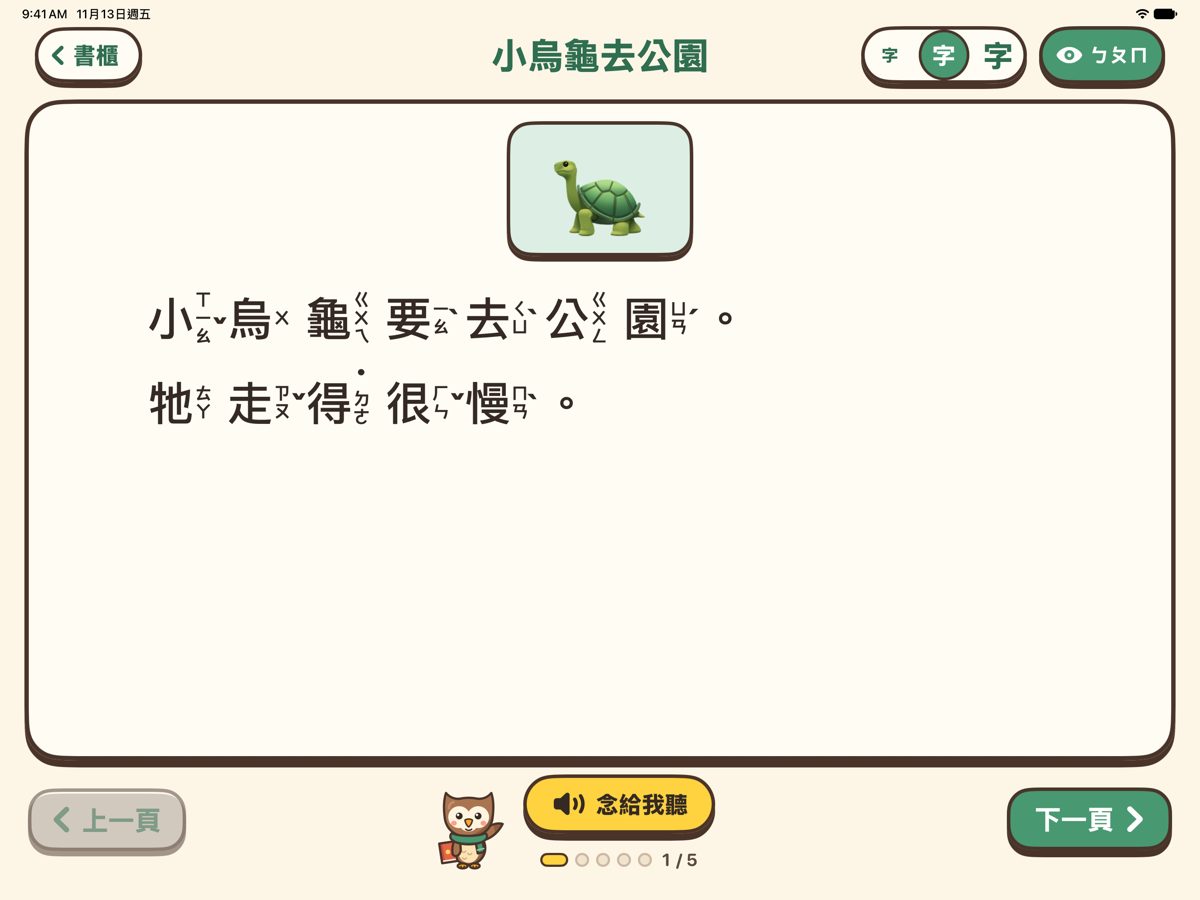 9:41 AM 11月13日週五
書櫃
小烏龜去公園
字 字 字
ㄅㄆㄇ
小ㄒㄧㄠˇ烏ㄨ龜ㄍㄨㄟ要ㄧㄠˋ去ㄑㄩˋ公ㄍㄨㄥ園ㄩㄢˊ。
牠ㄊㄚ走ㄗㄡˇ得˙ㄉㄜ很ㄏㄣˇ慢ㄇㄢˋ。
上一頁
念給我聽
1 / 5
下一頁